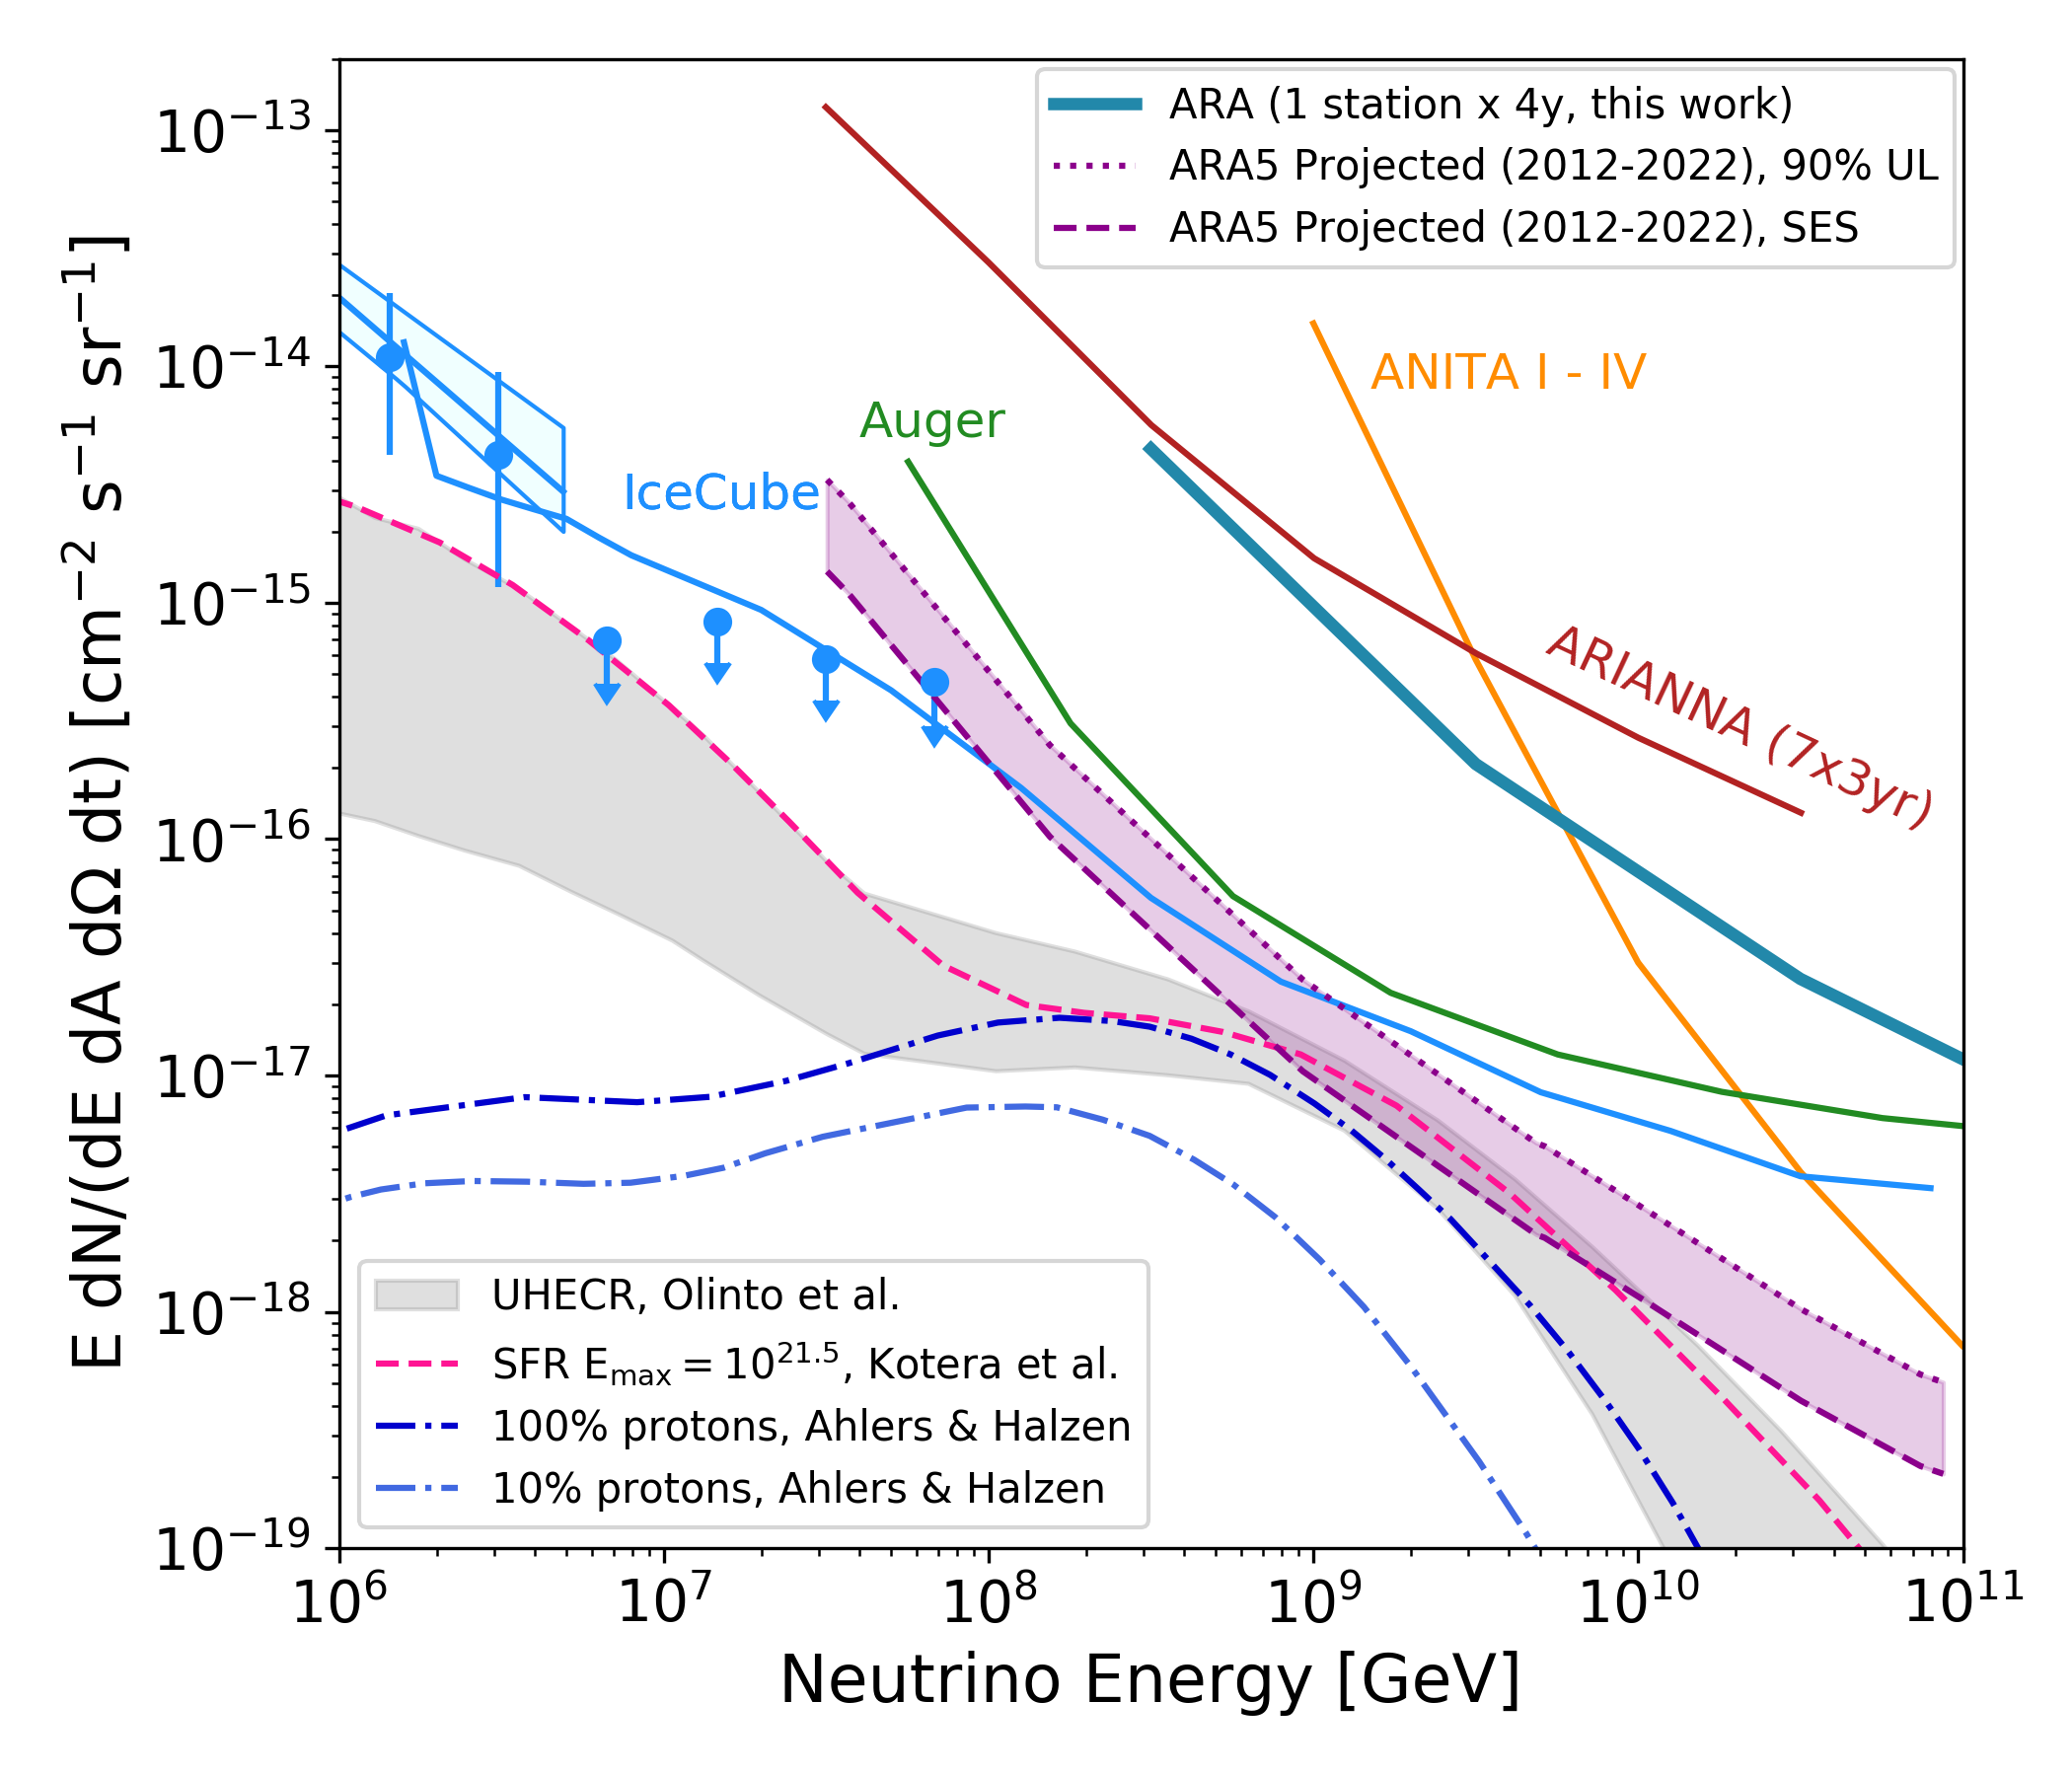 E dN/(dE dA dΩ dt) [cm⁻² s⁻¹ sr⁻¹]
10⁻¹³
10⁻¹⁴
10⁻¹⁵
10⁻¹⁶
10⁻¹⁷
10⁻¹⁸
10⁻¹⁹
ARA (1 station x 4y, this work)
ARA5 Projected (2012-2022), 90% UL
ARA5 Projected (2012-2022), SES
ANITA I - IV
Auger
IceCube
ARIANNA (7x3yr)
UHECR, Olinto et al.
SFR E_max = 10²¹·⁵, Kotera et al.
100% protons, Ahlers & Halzen
10% protons, Ahlers & Halzen
10⁶ 10⁷ 10⁸ 10⁹ 10¹⁰ 10¹¹
Neutrino Energy [GeV]